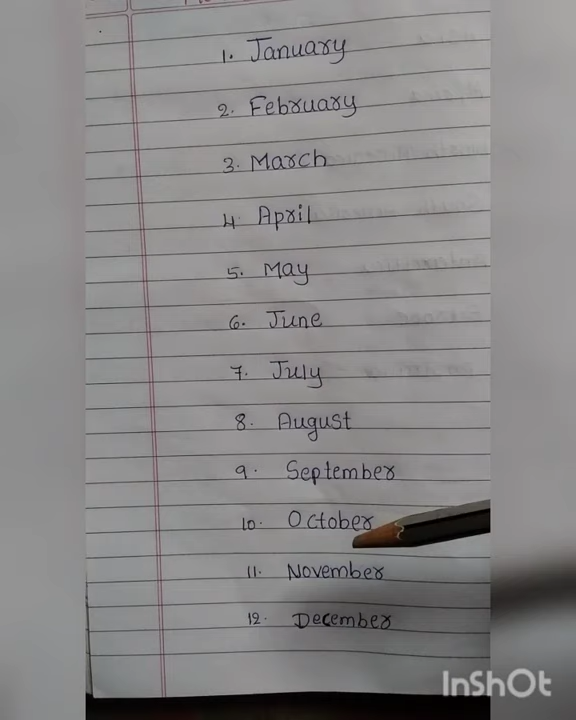 1. January
2. February
3. March
4. April
5. May
6. June
7. July
8. August
9. September
10. October
11. November
12. December
InShOt